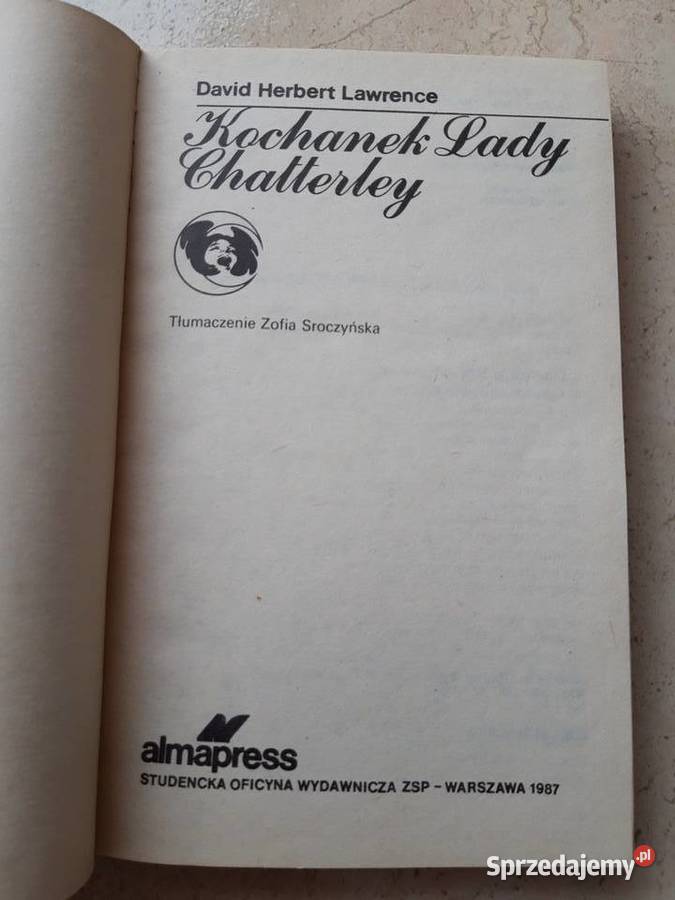 David Herbert Lawrence
Kochanek Lady
Chatterley
Tłumaczenie Zofia Sroczyńska
almapress
STUDENCKA OFICYNA WYDAWNICZA ZSP – WARSZAWA 1987
Sprzedajemy.pl